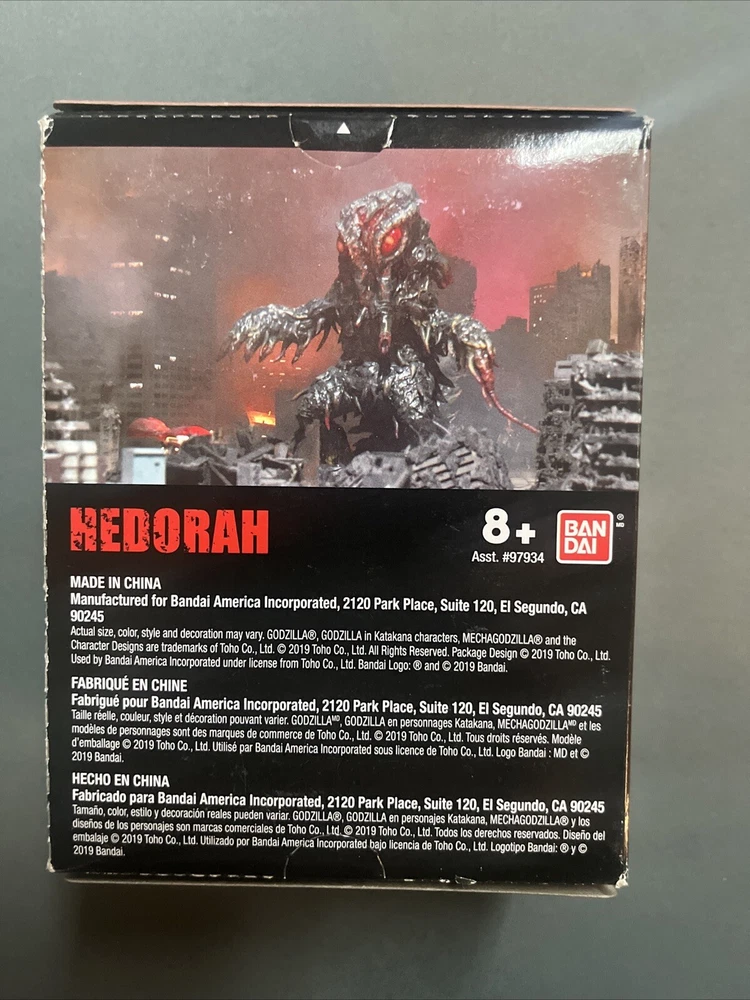 HEDORAH
8+
Asst. #97934
BAN
DAI
® MD
MADE IN CHINA
Manufactured for Bandai America Incorporated, 2120 Park Place, Suite 120, El Segundo, CA
90245
Actual size, color, style and decoration may vary. GODZILLA®, GODZILLA in Katakana characters, MECHAGODZILLA® and the
Character Designs are trademarks of Toho Co., Ltd. © 2019 Toho Co., Ltd. All Rights Reserved. Package Design © 2019 Toho Co., Ltd.
Used by Bandai America Incorporated under license from Toho Co., Ltd. Bandai Logo: ® and © 2019 Bandai.
FABRIQUÉ EN CHINE
Fabrigué pour Bandai America Incorporated, 2120 Park Place, Suite 120, El Segundo, CA 90245
Taille réelle, couleur, style et décoration pouvant varier. GODZILLAᴹᴰ, GODZILLA en personnages Katakana, MECHAGODZILLAᴹᴰ et les
modèles de personnages sont des marques de commerce de Toho Co., Ltd. © 2019 Toho Co., Ltd. Tous droits réservés. Modèle
d'emballage © 2019 Toho Co., Ltd. Utilisé par Bandai America Incorporated sous licence de Toho Co., Ltd. Logo Bandai : MD et ©
2019 Bandai.
HECHO EN CHINA
Fabricado para Bandai America Incorporated, 2120 Park Place, Suite 120, El Segundo, CA 90245
Tamaño, color, estilo y decoración reales pueden variar. GODZILLA®, GODZILLA en personajes Katakana, MECHAGODZILLA® y los
diseños de los personajes son marcas comerciales de Toho Co., Ltd. © 2019 Toho Co., Ltd. Todos los derechos reservados. Diseño del
embalaje © 2019 Toho Co., Ltd. Utilizado por Bandai America Incorporated bajo licencia de Toho Co., Ltd. Logotipo Bandai: ® y ©
2019 Bandai.